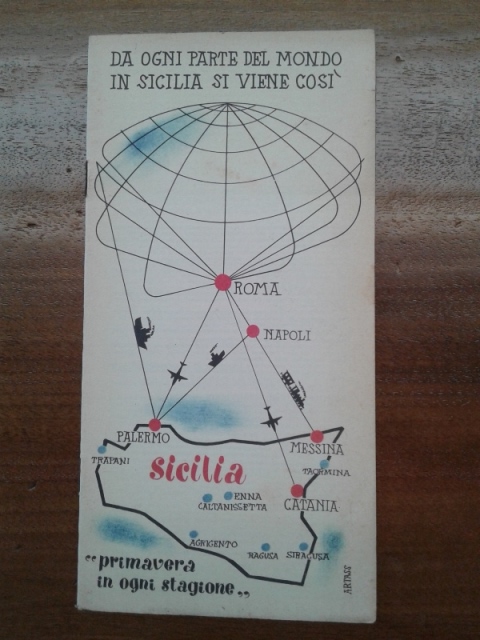 DA OGNI PARTE DEL MONDO
IN SICILIA SI VIENE COSÌ
ROMA
NAPOLI
PALERMO
MESSINA
TRAPANI
TAORMINA
sicilia
ENNA
CALTANISSETTA
CATANIA
AGRIGENTO
RAGUSA
SIRACUSA
“primavera
in ogni stagione„
ARTASS